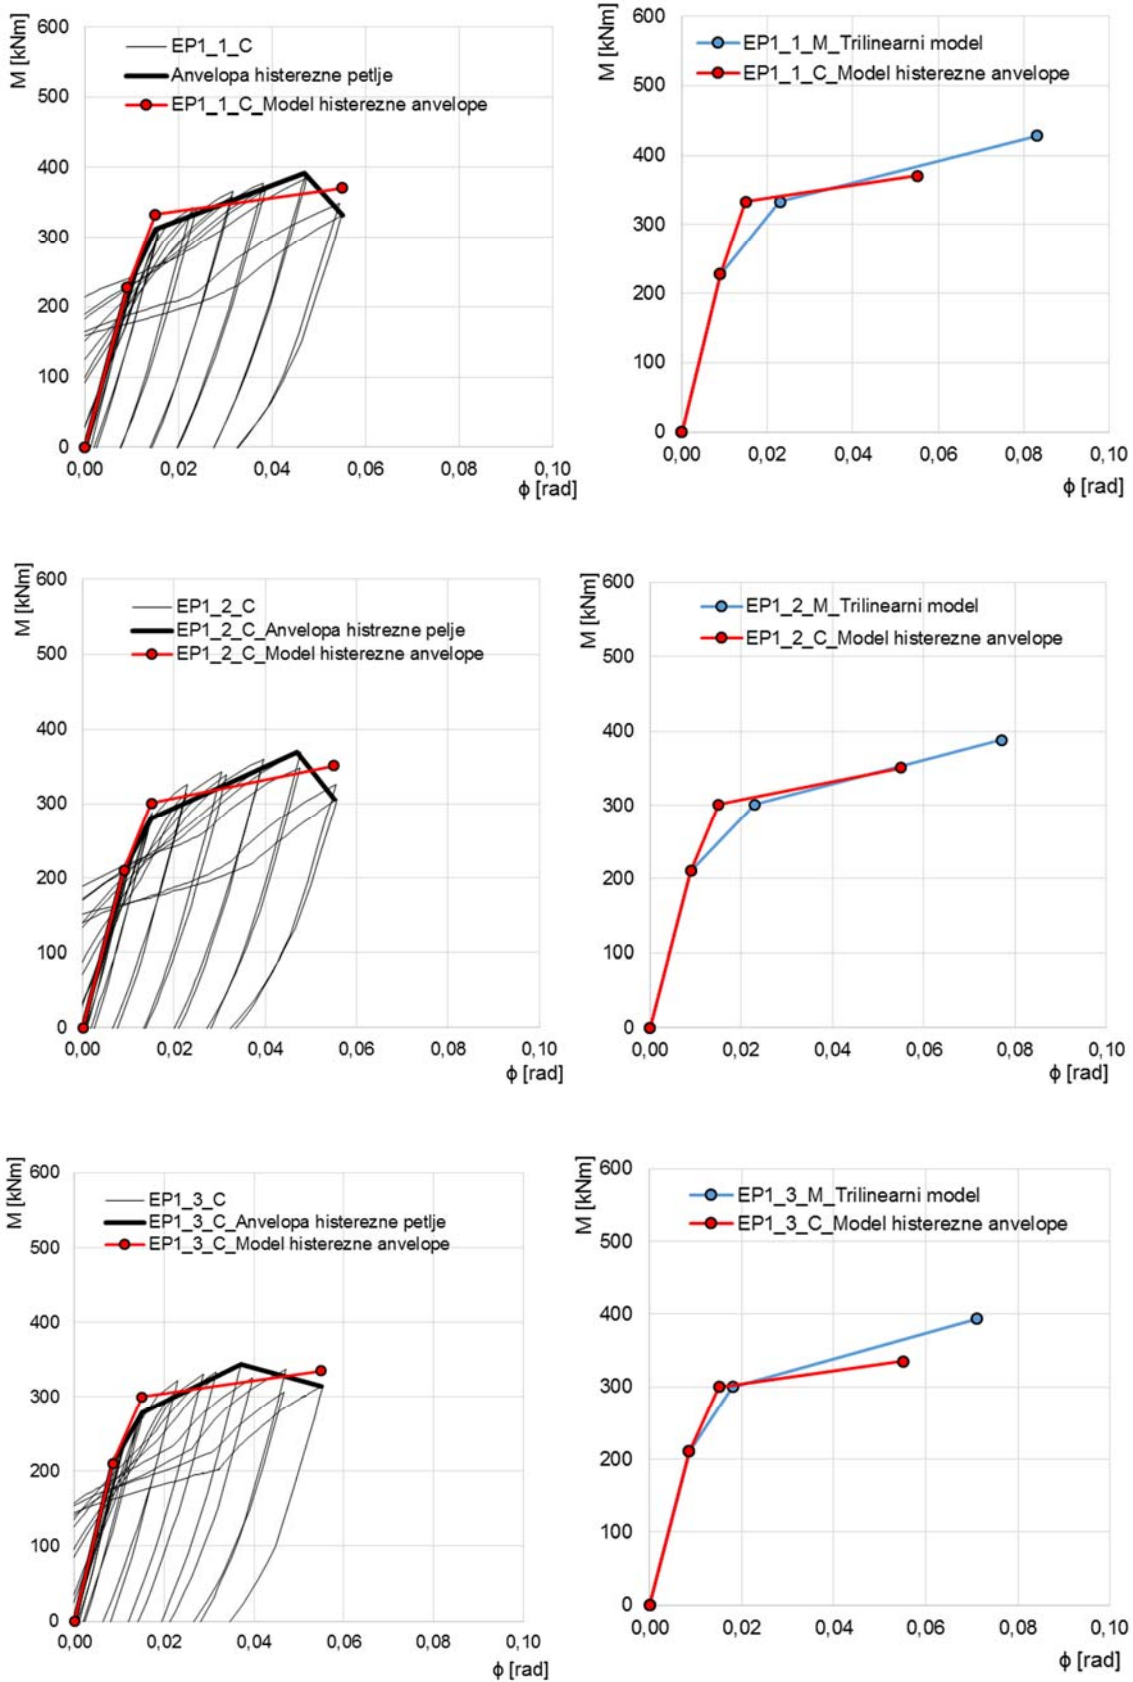 M [kNm]
600
500
400
300
200
100
0
EP1_1_C
Anvelopa histerezne petlje
EP1_1_C_Model histerezne anvelope
0,00 0,02 0,04 0,06 0,08 0,10
ϕ [rad]
M [kNm]
600
500
400
300
200
100
0
EP1_1_M_Trilinearni model
EP1_1_C_Model histerezne anvelope
0,00 0,02 0,04 0,06 0,08 0,10
ϕ [rad]
M [kNm]
600
500
400
300
200
100
0
EP1_2_C
EP1_2_C_Anvelopa histrezne pelje
EP1_2_C_Model histerezne anvelope
0,00 0,02 0,04 0,06 0,08 0,10
ϕ [rad]
M [kNm]
600
500
400
300
200
100
0
EP1_2_M_Trilinearni model
EP1_2_C_Model histerezne anvelope
0,00 0,02 0,04 0,06 0,08 0,10
ϕ [rad]
M [kNm]
600
500
400
300
200
100
0
EP1_3_C
EP1_3_C_Anvelopa histerezne petlje
EP1_3_C_Model histerezne anvelope
0,00 0,02 0,04 0,06 0,08 0,10
ϕ [rad]
M [kNm]
600
500
400
300
200
100
0
EP1_3_M_Trilinearni model
EP1_3_C_Model histerezne anvelope
0,00 0,02 0,04 0,06 0,08 0,10
ϕ [rad]